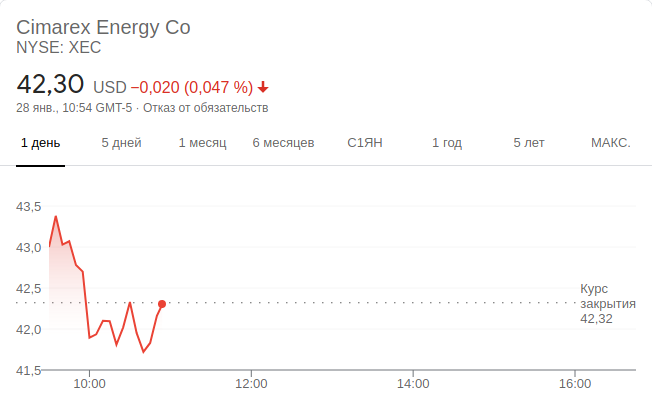 Cimarex Energy Co
NYSE: XEC
42,30 USD −0,020 (0,047 %)
28 янв., 10:54 GMT-5 · Отказ от обязательств
1 день 5 дней 1 месяц 6 месяцев С1ЯН 1 год 5 лет МАКС.
43,5
43,0
42,5
42,0
41,5
Курс
закрытия
42,32
10:00 12:00 14:00 16:00